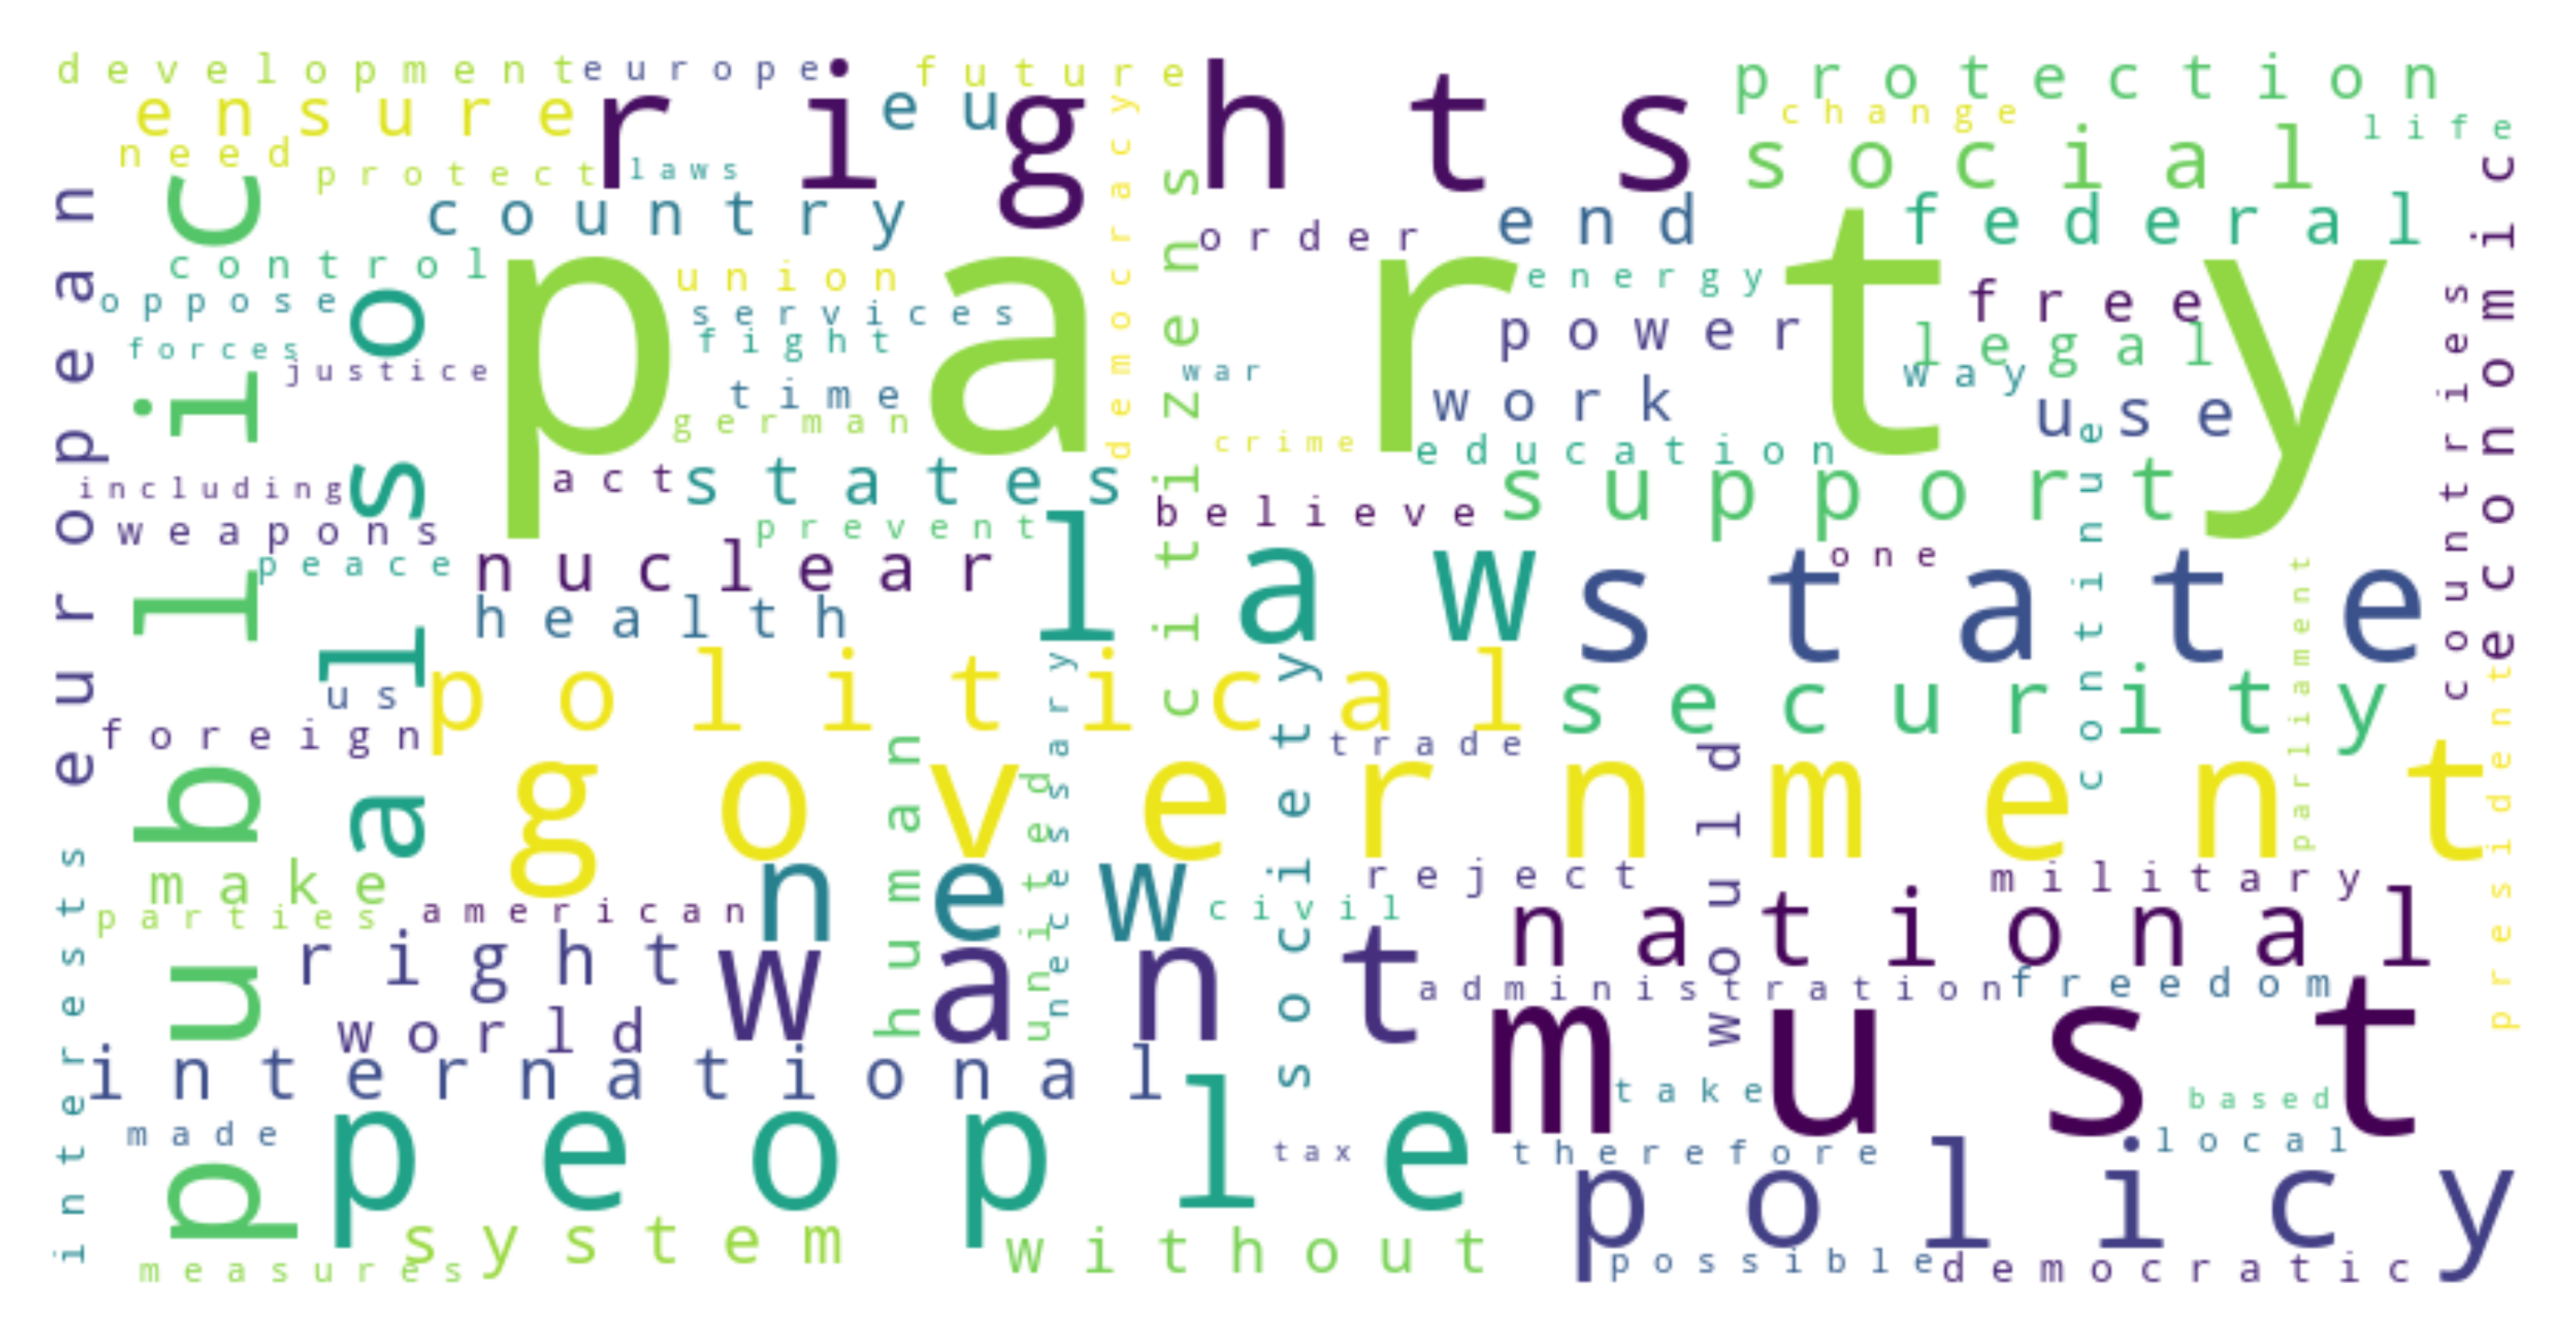 development
europe
future
protection
ensure
rights
eu
change
life
need
protect
laws
social
country
order
end
federal
control
union
energy
oppose
services
free
party
forces
fight
power
legal
justice
time
war
way
german
work
use
crime
education
including
act
states
support
weapons
prevent
believe
peace
nuclear
law
one
health
state
us
political
security
foreign
trade
government
make
new
reject
military
parties
american
civil
national
right
want
administration
freedom
world
must
international
take
based
made
people
tax
therefore
local
system
without
policy
measures
possible
democratic
european
public
also
interests
democracy
citizens
human
united
necessary
society
would
continue
parliament
countries
economic
president